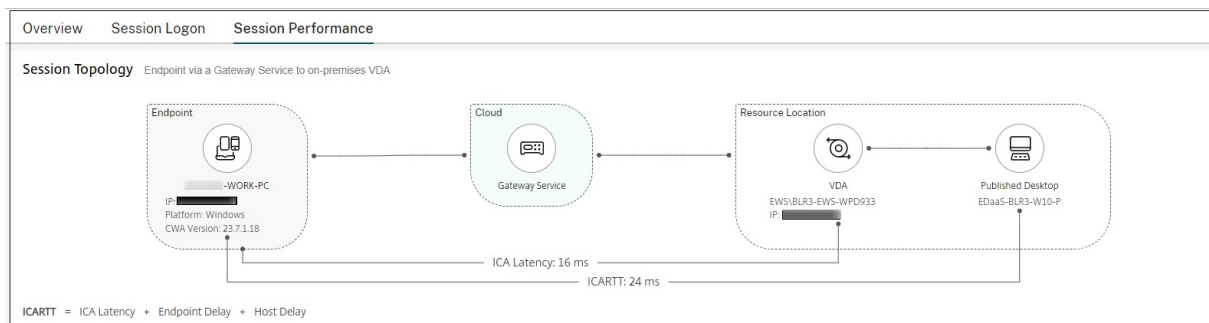 Overview Session Logon Session Performance
Session Topology Endpoint via a Gateway Service to on-premises VDA
Endpoint
-WORK-PC
IP:
Platform: Windows
CWA Version: 23.7.1.18
Cloud
Gateway Service
Resource Location
VDA
EWS\BLR3-EWS-WPD933
IP:
Published Desktop
EDaaS-BLR3-W10-P
ICA Latency: 16 ms
ICARTT: 24 ms
ICARTT = ICA Latency + Endpoint Delay + Host Delay